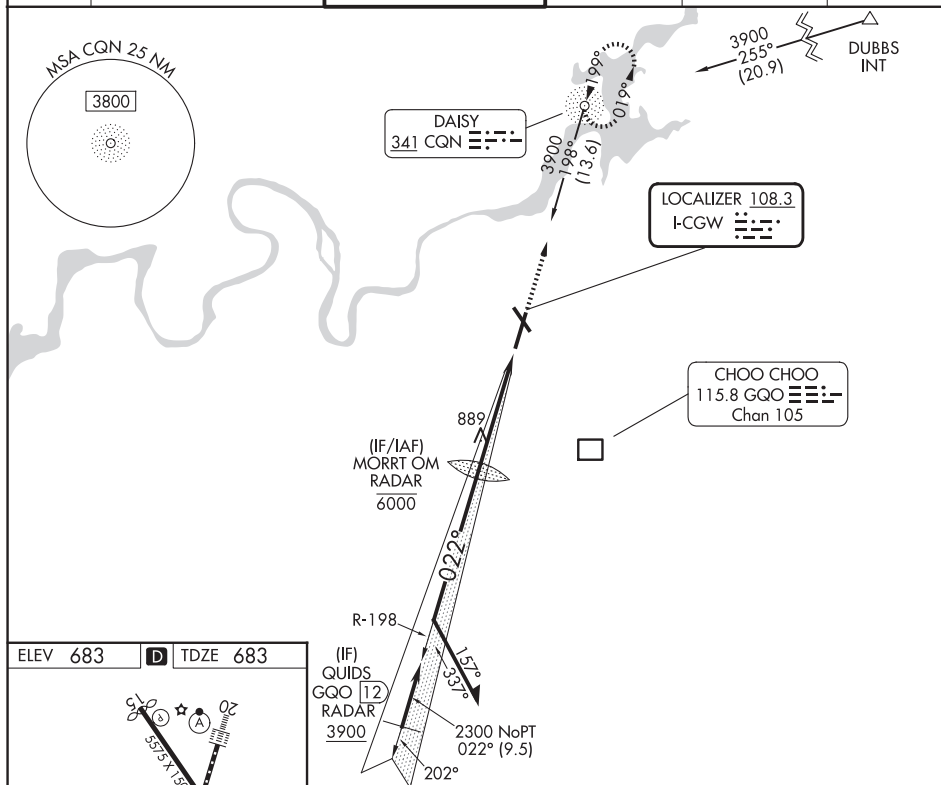 MSA CQN 25 NM
3800
3900
255°
(20.9)
DUBBS
INT
199°
019°
DAISY
341 CQN
3900
198°
(13.6)
LOCALIZER 108.3
I-CGW
CHOO CHOO
115.8 GQO
Chan 105
889
(IF/IAF)
MORRT OM
RADAR
6000
022°
R-198
157°
337°
(IF)
QUIDS
GQO 12
RADAR
3900
2300 NoPT
022° (9.5)
202°
ELEV 683
D
TDZE 683
15
P
A
20